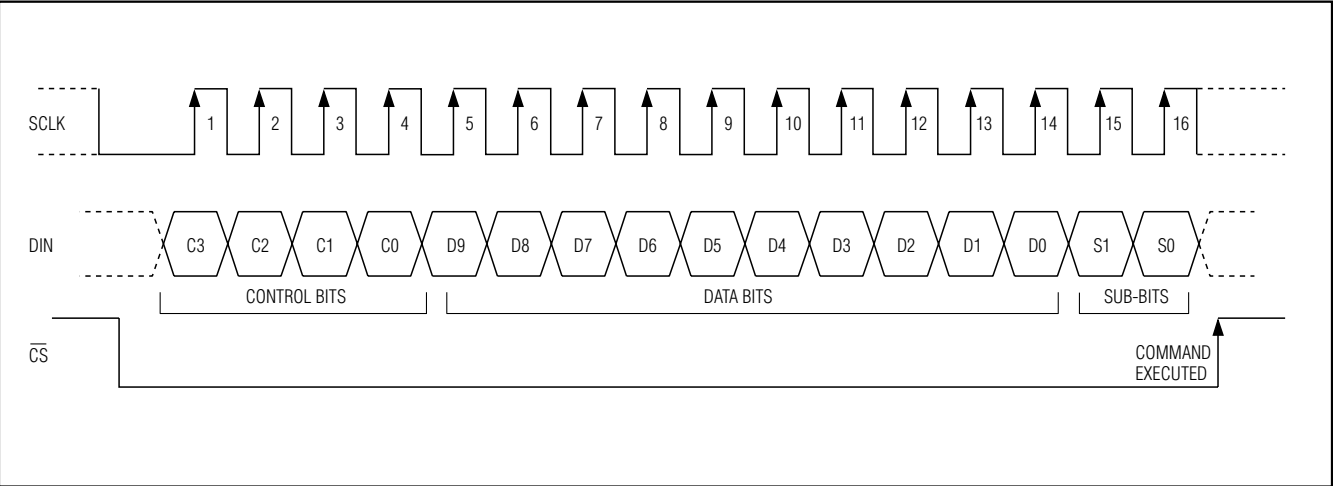 SCLK 1 2 3 4 5 6 7 8 9 10 11 12 13 14 15 16
DIN C3 C2 C1 C0 D9 D8 D7 D6 D5 D4 D3 D2 D1 D0 S1 S0
CONTROL BITS DATA BITS SUB-BITS
C̅S̅
COMMAND
EXECUTED